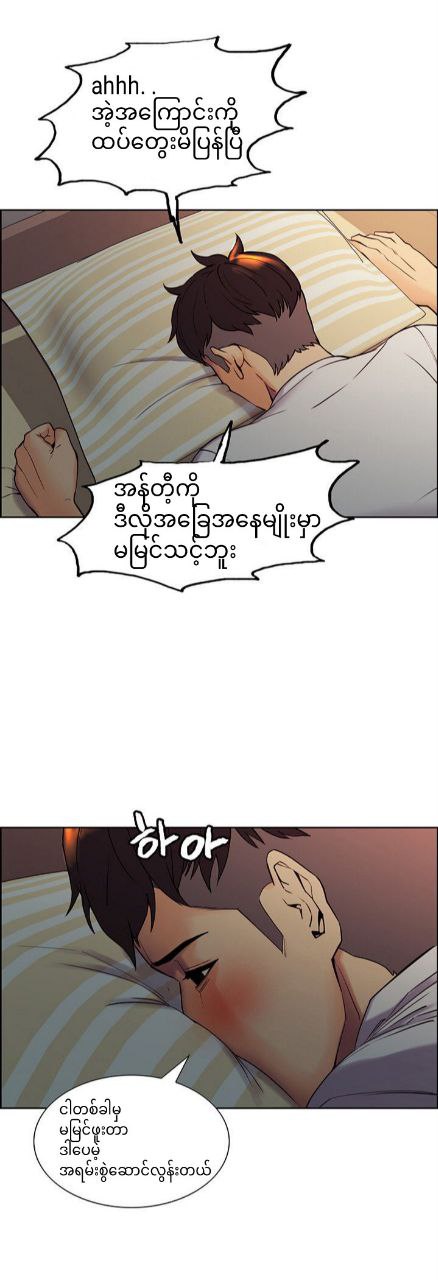 ahhh. .
အဲ့အကြောင်းကို
ထပ်တွေးမိပြန်ပြီ
အန်တီ့ကို
ဒီလိုအခြေအနေမျိုးမှာ
မမြင်သင့်ဘူး
하아
ငါတစ်ခါမှ
မမြင်ဖူးတာ
ဒါပေမဲ့
အရမ်းစွဲဆောင်လွန်းတယ်